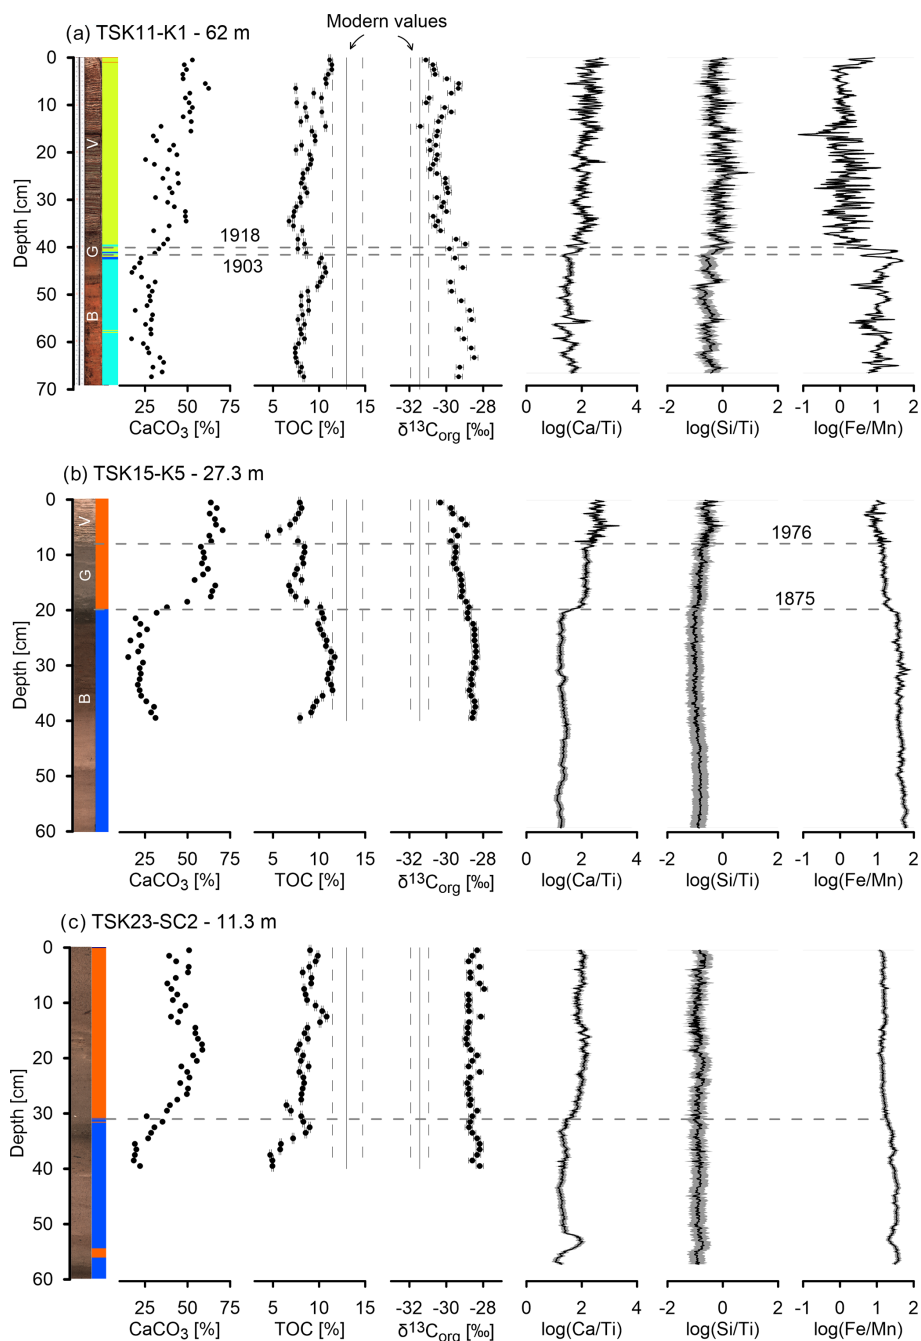 Modern values
(a) TSK11-K1 - 62 m
0
10
20
30
40
50
60
70
Depth [cm]
V
G
B
1918
1903
0 25 50 75
CaCO₃ [%]
5 10 15
TOC [%]
-32 -30 -28
δ¹³Corg [‰]
0 2 4
log(Ca/Ti)
-2 0 2
log(Si/Ti)
-1 0 1 2
log(Fe/Mn)
(b) TSK15-K5 - 27.3 m
0
10
20
30
40
50
60
Depth [cm]
V
G
B
1976
1875
0 25 50 75
CaCO₃ [%]
5 10 15
TOC [%]
-32 -30 -28
δ¹³Corg [‰]
0 2 4
log(Ca/Ti)
-2 0 2
log(Si/Ti)
-1 0 1 2
log(Fe/Mn)
(c) TSK23-SC2 - 11.3 m
0
10
20
30
40
50
60
Depth [cm]
0 25 50 75
CaCO₃ [%]
5 10 15
TOC [%]
-32 -30 -28
δ¹³Corg [‰]
0 2 4
log(Ca/Ti)
-2 0 2
log(Si/Ti)
-1 0 1 2
log(Fe/Mn)